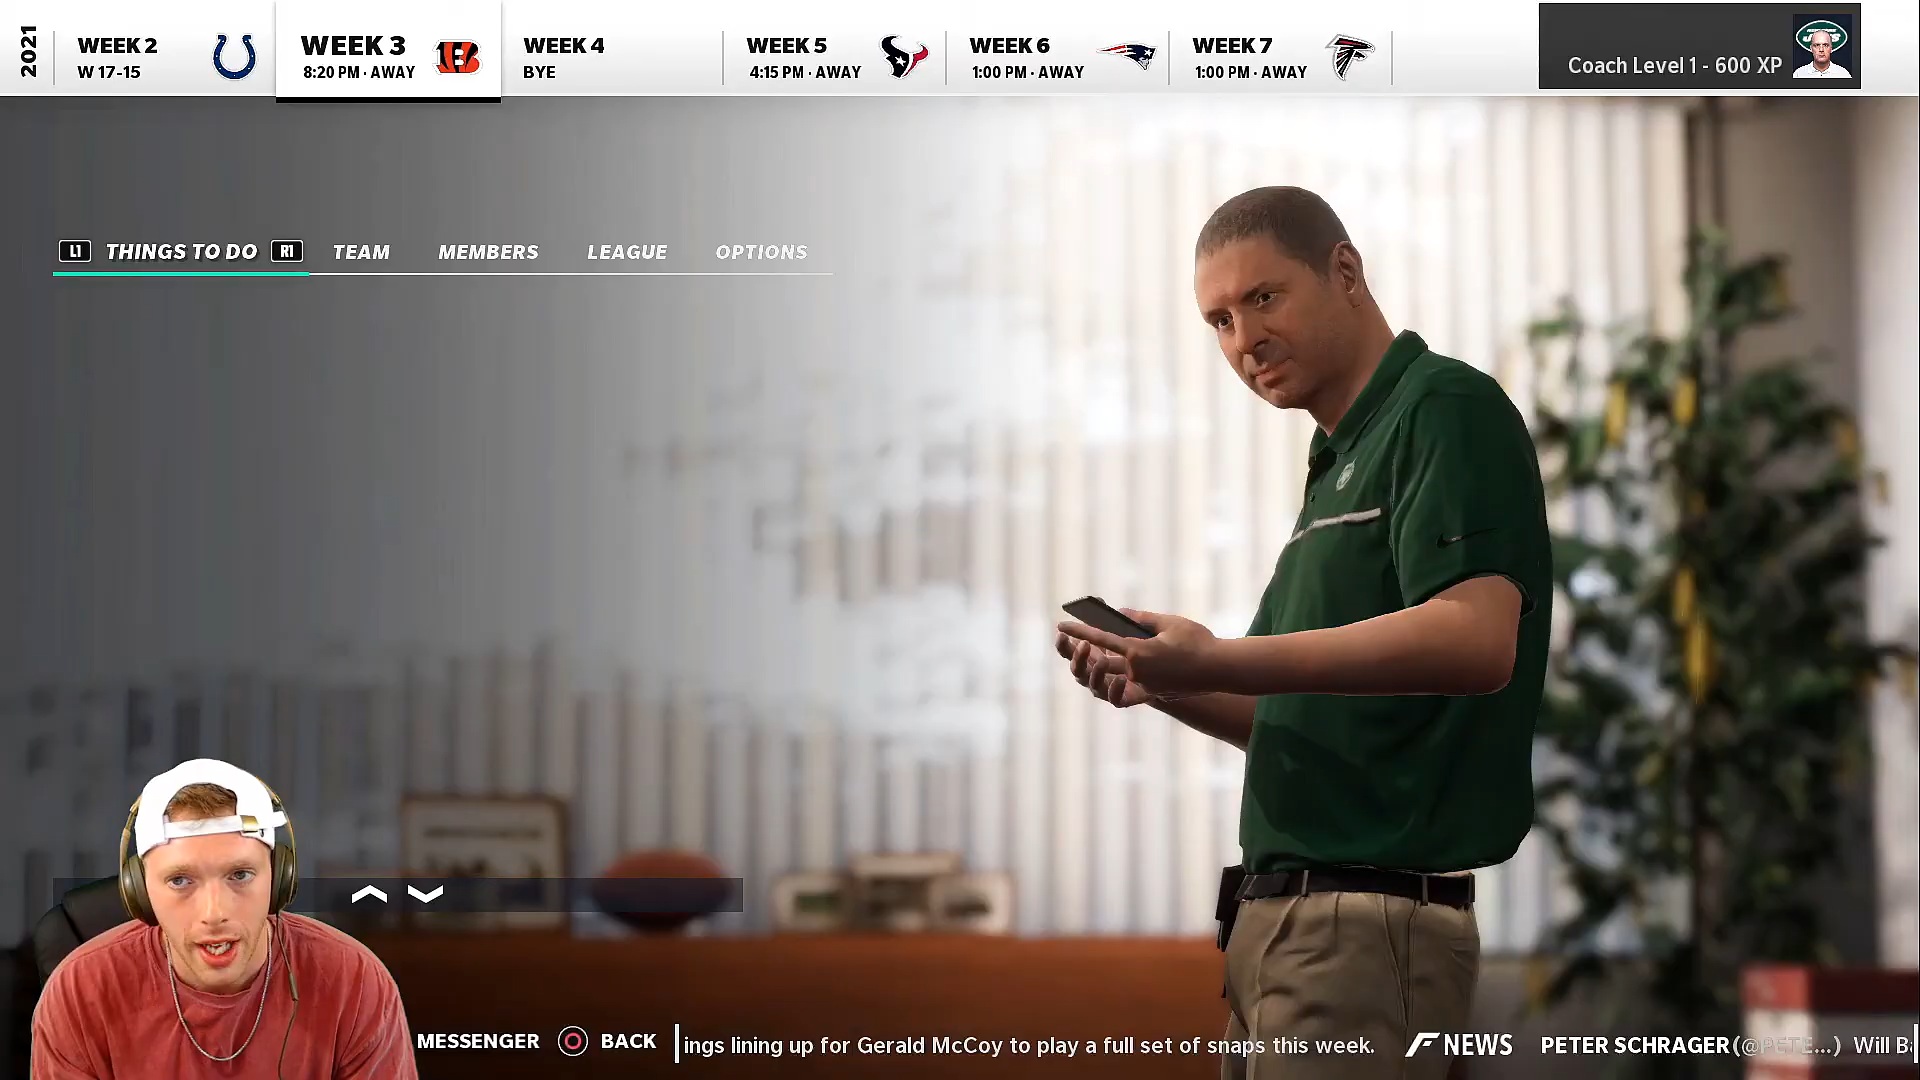 2021
WEEK 2
W 17-15
WEEK 3
8:20 PM · AWAY
WEEK 4
BYE
WEEK 5
4:15 PM · AWAY
WEEK 6
1:00 PM · AWAY
WEEK 7
1:00 PM · AWAY
JETS
Coach Level 1 - 600 XP
L1 THINGS TO DO R1 TEAM MEMBERS LEAGUE OPTIONS
MESSENGER BACK
ings lining up for Gerald McCoy to play a full set of snaps this week. NEWS PETER SCHRAGER (@PETE...) Will B